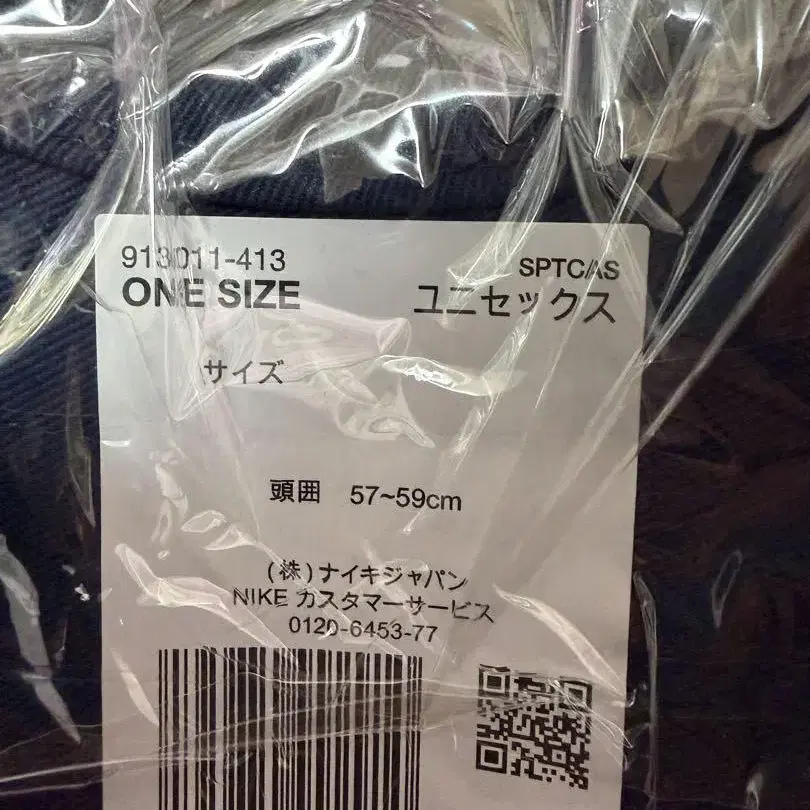 913011-413
SPTCAS
ONE SIZE
ユニセックス
サイズ
頭囲 57~59cm
(株)ナイキジャパン
NIKE カスタマーサービス
0120-6453-77